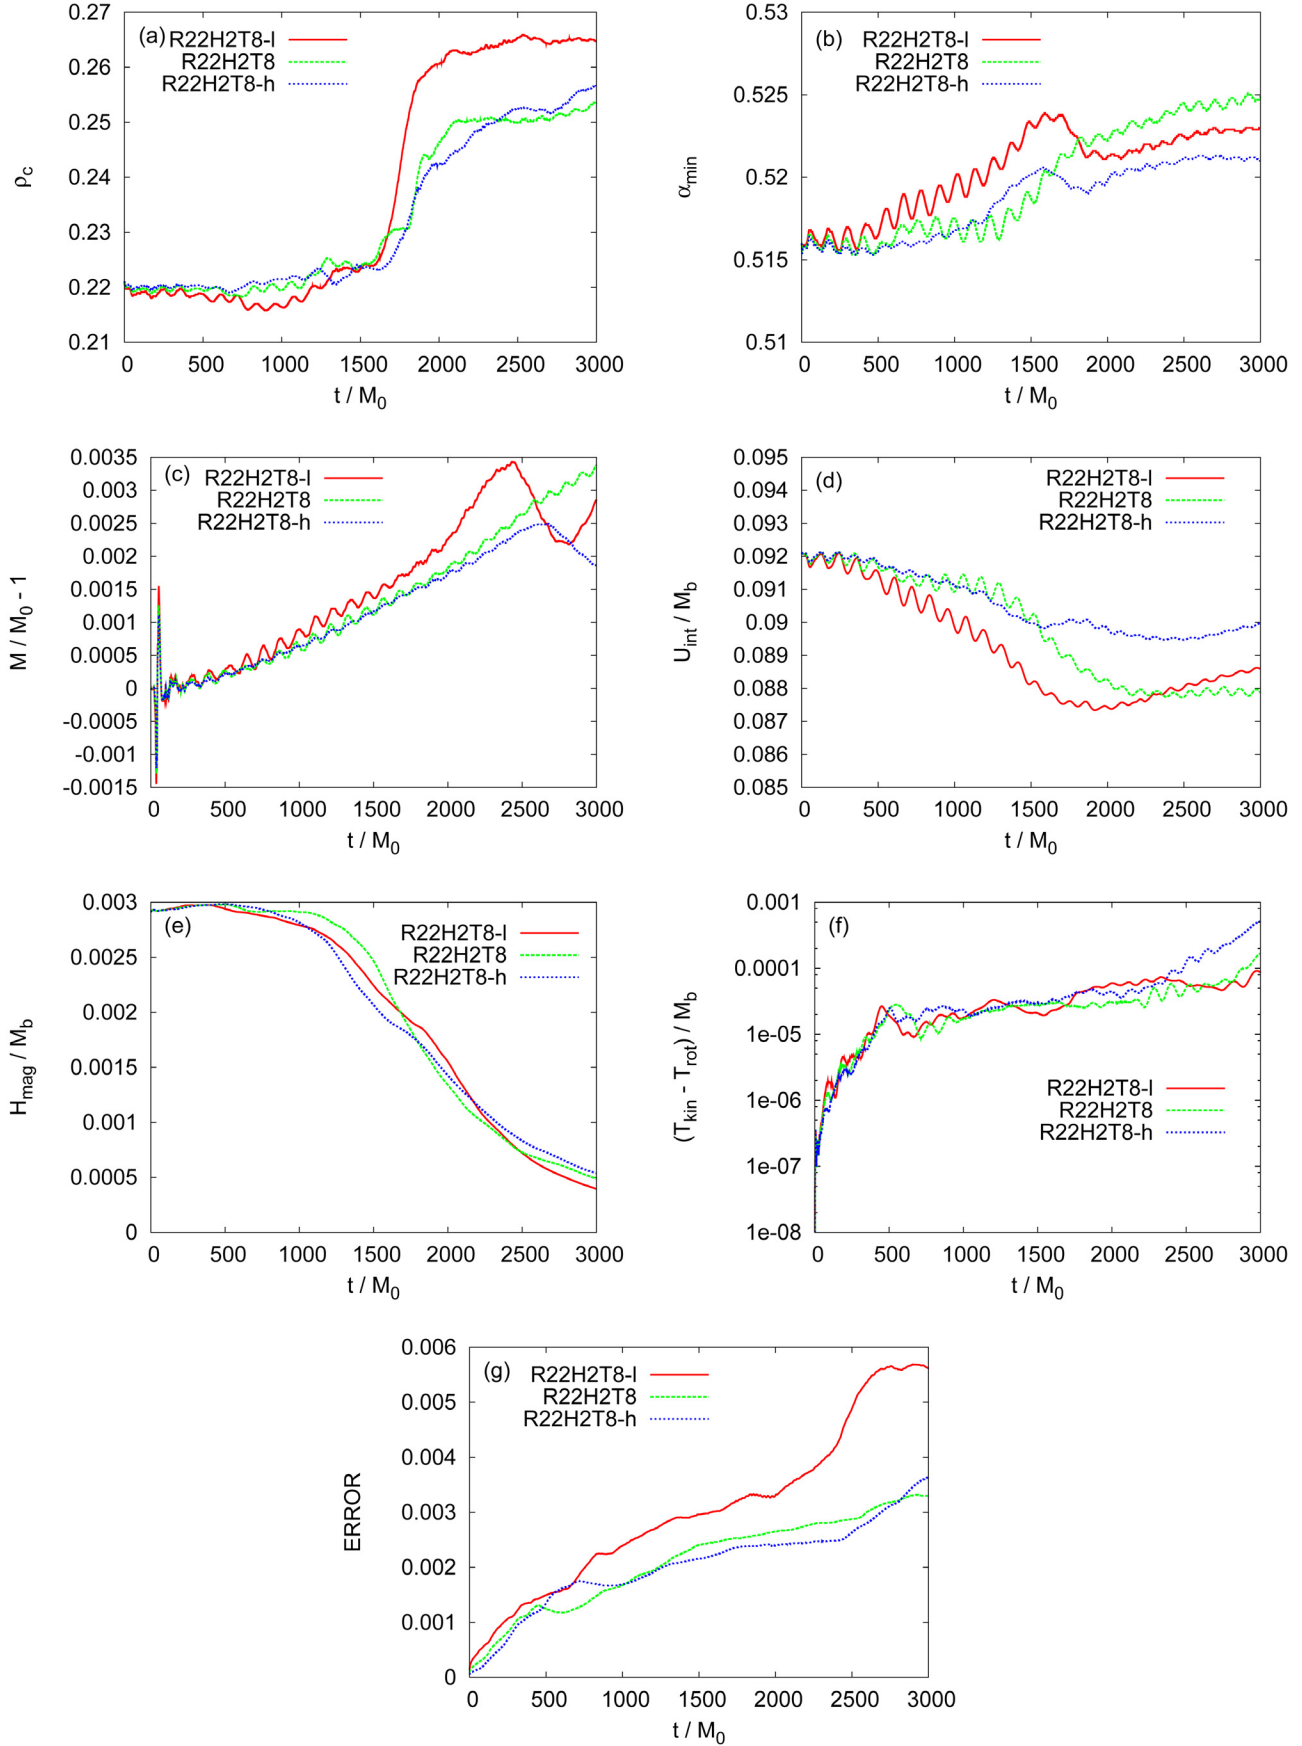 (a)
R22H2T8-l
R22H2T8
R22H2T8-h
0.27
0.26
0.25
0.24
0.23
0.22
0.21
ρc
0 500 1000 1500 2000 2500 3000
t / M0
(b)
R22H2T8-l
R22H2T8
R22H2T8-h
0.53
0.525
0.52
0.515
0.51
αmin
0 500 1000 1500 2000 2500 3000
t / M0
(c)
R22H2T8-l
R22H2T8
R22H2T8-h
0.0035
0.003
0.0025
0.002
0.0015
0.001
0.0005
0
-0.0005
-0.001
-0.0015
M / M0 - 1
0 500 1000 1500 2000 2500 3000
t / M0
(d)
R22H2T8-l
R22H2T8
R22H2T8-h
0.095
0.094
0.093
0.092
0.091
0.09
0.089
0.088
0.087
0.086
0.085
Uint / Mb
0 500 1000 1500 2000 2500 3000
t / M0
(e)
R22H2T8-l
R22H2T8
R22H2T8-h
0.003
0.0025
0.002
0.0015
0.001
0.0005
0
Hmag / Mb
0 500 1000 1500 2000 2500 3000
t / M0
(f)
R22H2T8-l
R22H2T8
R22H2T8-h
0.001
0.0001
1e-05
1e-06
1e-07
1e-08
(Tkin - Trot) / Mb
0 500 1000 1500 2000 2500 3000
t / M0
(g)
R22H2T8-l
R22H2T8
R22H2T8-h
0.006
0.005
0.004
0.003
0.002
0.001
0
ERROR
0 500 1000 1500 2000 2500 3000
t / M0